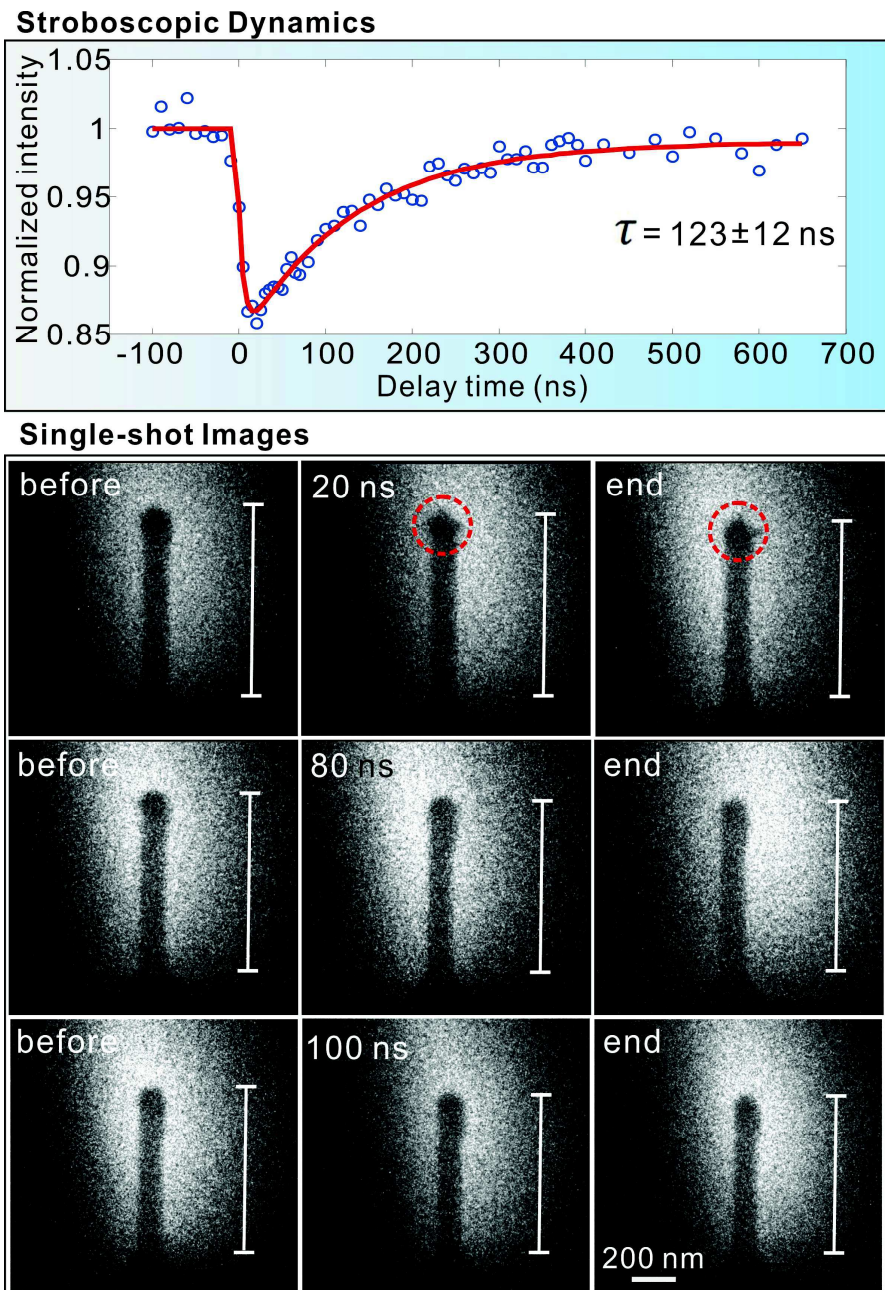 Stroboscopic Dynamics
Normalized intensity
1.05
1
0.95
0.9
0.85
τ = 123±12 ns
-100 0 100 200 300 400 500 600 700
Delay time (ns)
Single-shot Images
before 20 ns end
before 80 ns end
before 100 ns end
200 nm